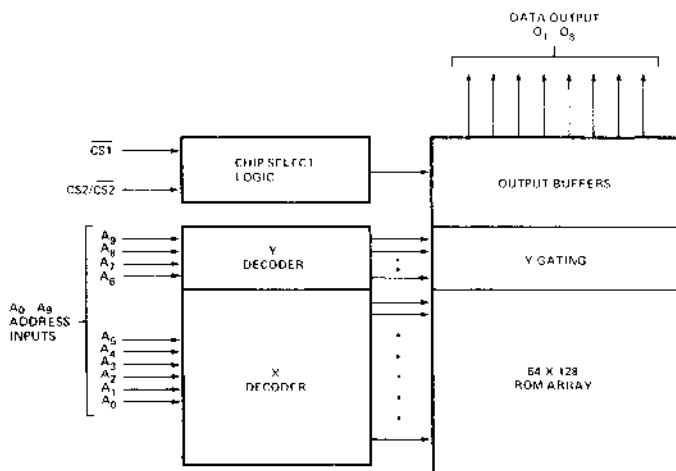 DATA OUTPUT
O1 O8
CS1
CHIP SELECT
LOGIC
CS2/CS2
OUTPUT BUFFERS
A9
A8
A7
A6
Y
DECODER
Y GATING
A0 A9
ADDRESS
INPUTS
A5
A4
A3
A2
A1
A0
X
DECODER
64 X 128
ROM ARRAY